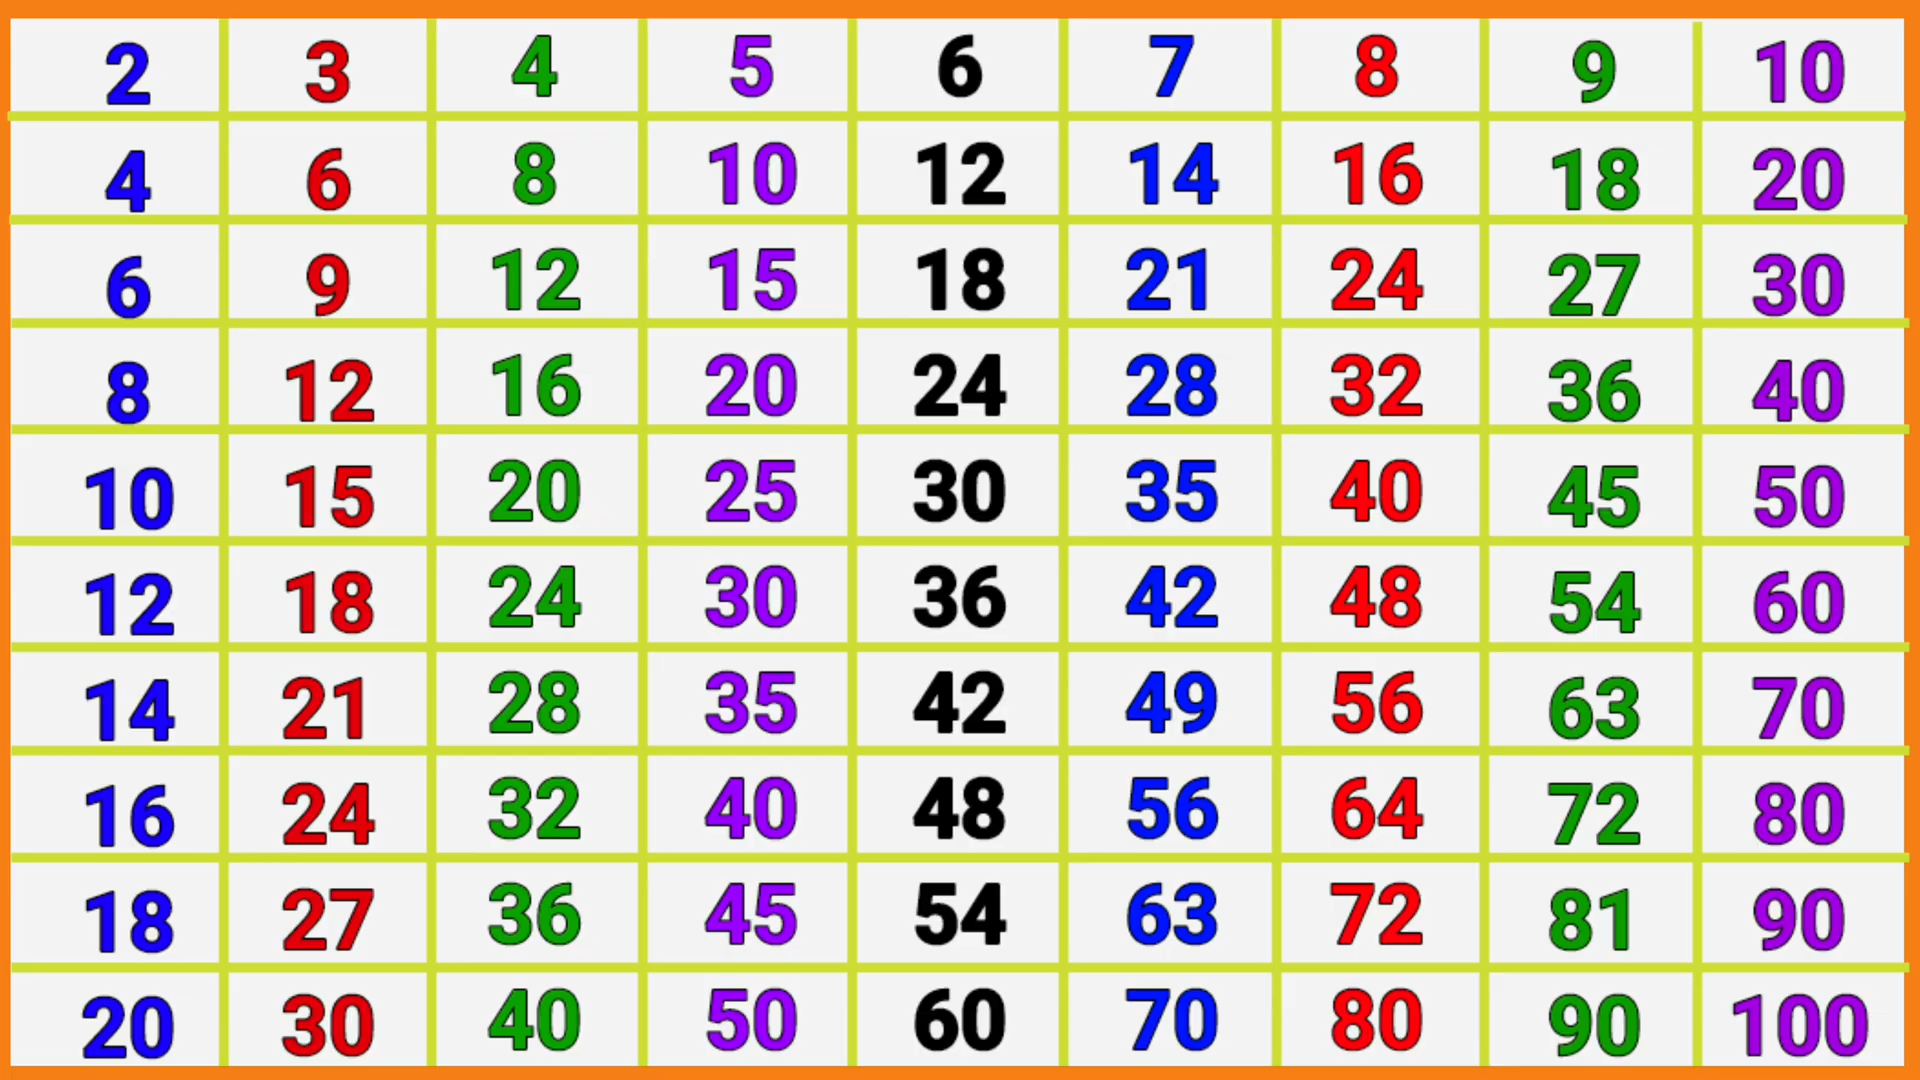 2 3 4 5 6 7 8 9 10
4 6 8 10 12 14 16 18 20
6 9 12 15 18 21 24 27 30
8 12 16 20 24 28 32 36 40
10 15 20 25 30 35 40 45 50
12 18 24 30 36 42 48 54 60
14 21 28 35 42 49 56 63 70
16 24 32 40 48 56 64 72 80
18 27 36 45 54 63 72 81 90
20 30 40 50 60 70 80 90 100